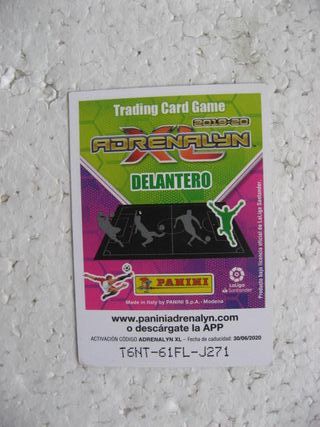 Trading Card Game
2019-20
ADRENALYN
XL
DELANTERO
PANINI
LaLiga
Santander
Made in Italy by PANINI S.p.A. - Modena
Producto bajo licencia oficial de LaLiga Santander
www.paniniadrenalyn.com
o descárgate la APP
ACTIVACIÓN CÓDIGO ADRENALYN XL - Fecha de caducidad: 30/06/2020
T6NT-61FL-J271